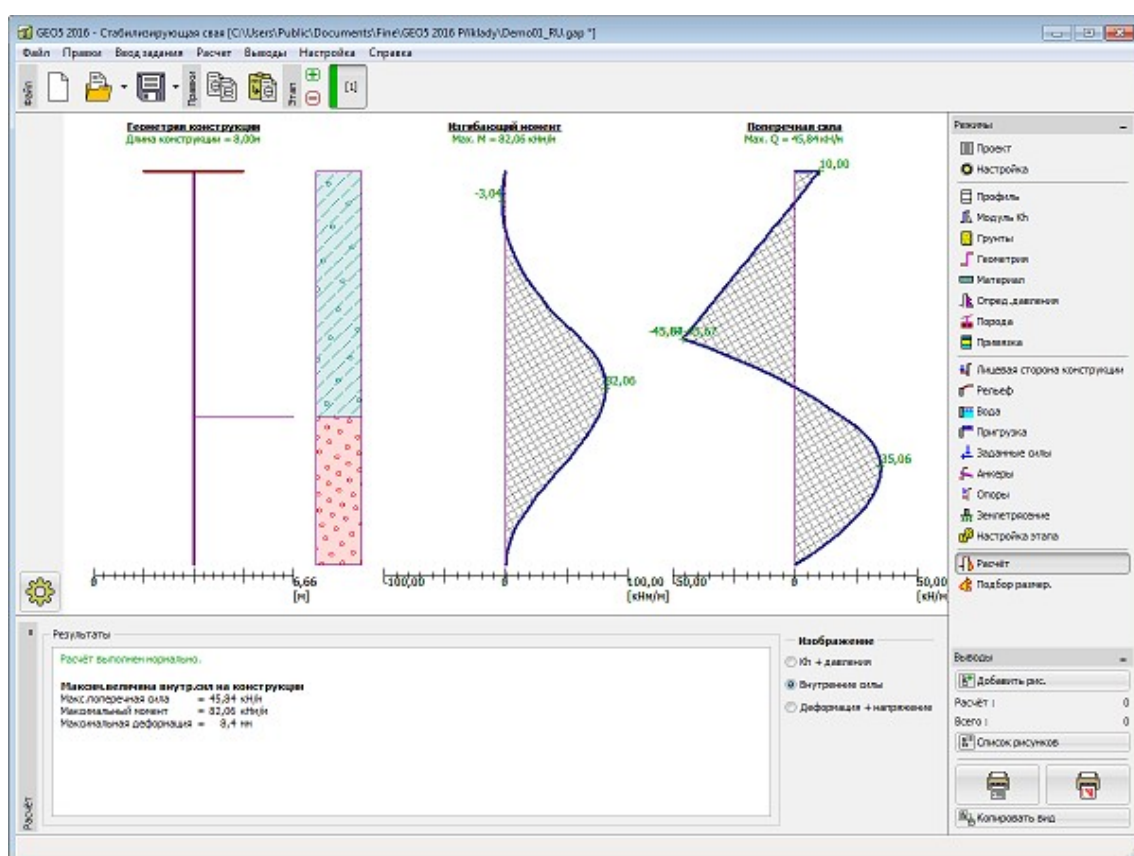 GEO5 2016 - Стабилизирующая свая [C:\Users\Public\Documents\Fine\GEO5 2016 Příklady\Demo01_RU.gap *]
Файл Правки Ввод задания Расчет Выводы Настройка Справка
Файл
Правки
Этап
[1]
Геометрия конструкции
Длина конструкции = 8,00м
Изгибающий момент
Max. M = 82,06 кНм/м
Поперечная сила
Max. Q = 45,84 кН/м
-3,04
82,06
10,00
-45,84
35,06
0
6,66
[м]
-100,00
0
100,00
[кНм/м]
-50,00
0
50,00
[кН/м]
Режимы
Проект
Настройка
Профиль
Модуль Kh
Грунты
Геометрия
Материал
Опред.давления
Порода
Привязка
Лицевая сторона конструкции
Рельеф
Вода
Пригрузка
Заданные силы
Анкеры
Опоры
Землетрясение
Настройка этапа
Расчёт
Подбор размер.
Результаты
Расчёт выполнен нормально.
Максим.величина внутр.сил на конструкции
Макс.поперечная сила = 45,84 кН/м
Максимальный момент = 82,06 кНм/м
Максимальная деформация = 8,4 мм
Изображение
Kh + давления
Внутренние силы
Деформация + напряжение
Расчёт
Выводы
Добавить рис.
Расчёт : 0
Всего : 0
Список рисунков
Копировать вид